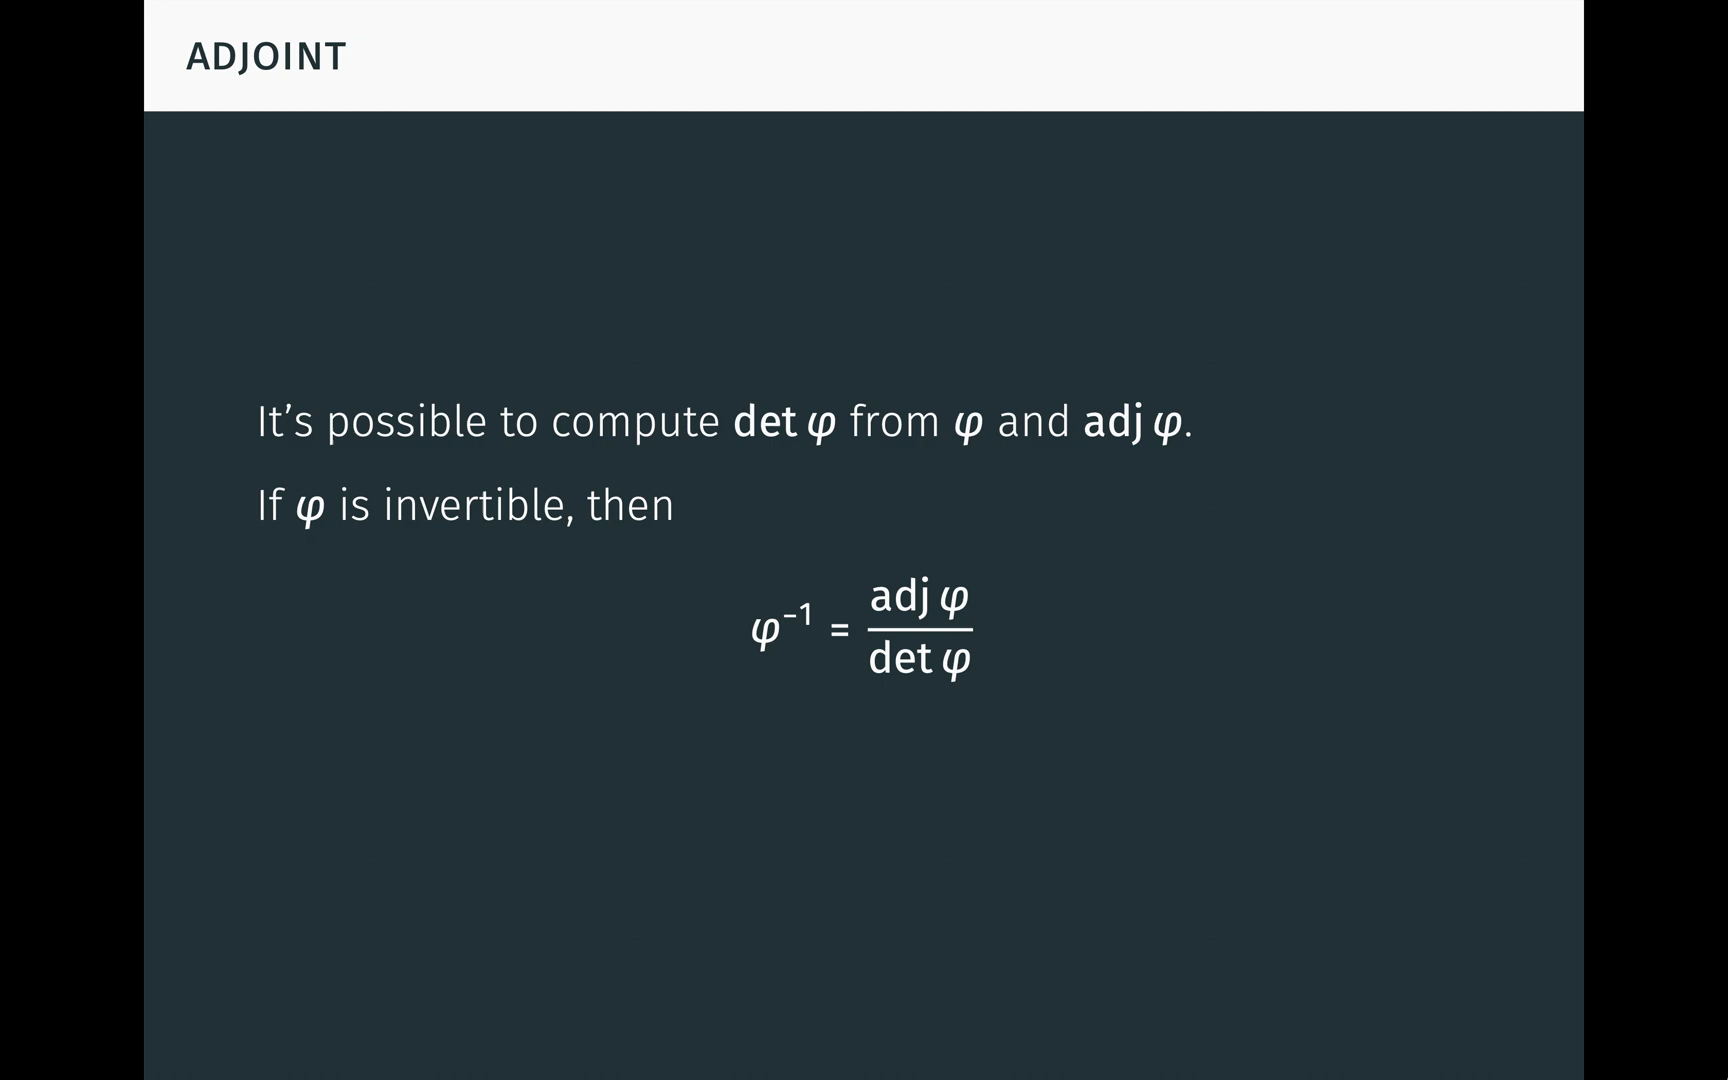 ADJOINT
It’s possible to compute det φ from φ and adj φ.
If φ is invertible, then
φ⁻¹ = adj φ / det φ